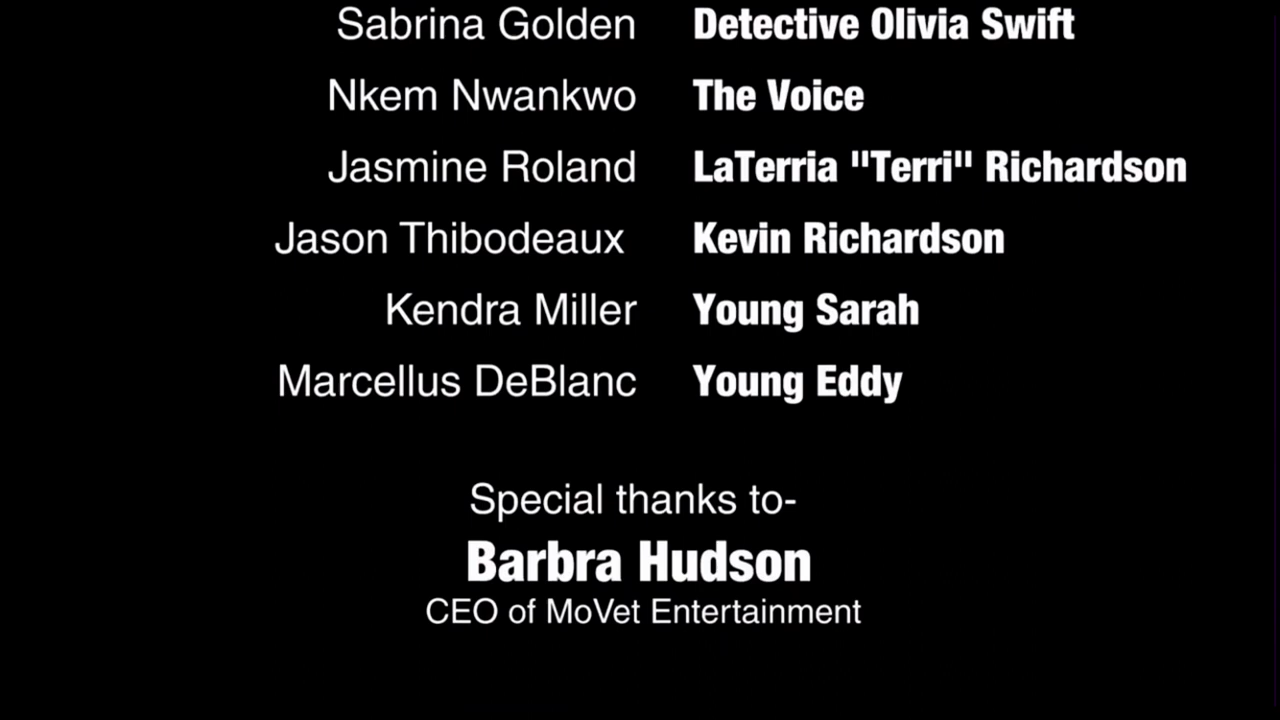 Sabrina Golden Detective Olivia Swift
Nkem Nwankwo The Voice
Jasmine Roland LaTerria "Terri" Richardson
Jason Thibodeaux Kevin Richardson
Kendra Miller Young Sarah
Marcellus DeBlanc Young Eddy
Special thanks to-
Barbra Hudson
CEO of MoVet Entertainment